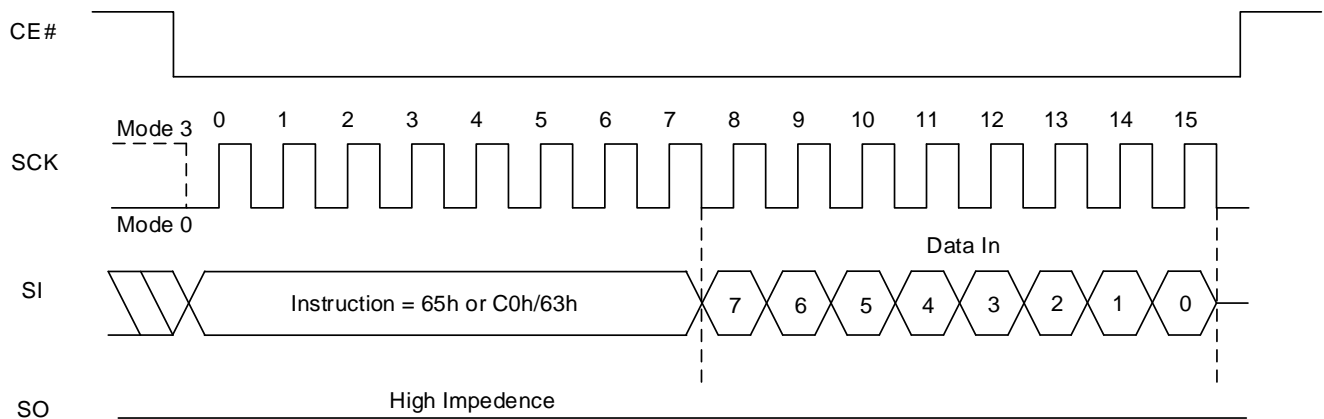 CE#
Mode 3
0 1 2 3 4 5 6 7 8 9 10 11 12 13 14 15
SCK
Mode 0
Data In
SI
Instruction = 65h or C0h/63h
7 6 5 4 3 2 1 0
High Impedence
SO